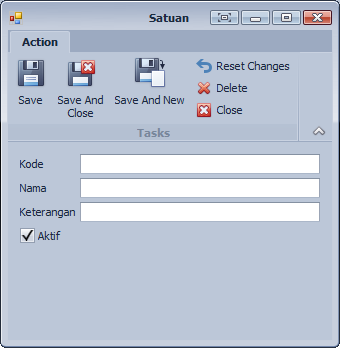 Satuan
Action
Save
Save And
Close
Save And New
Reset Changes
Delete
Close
Tasks
Kode
Nama
Keterangan
Aktif